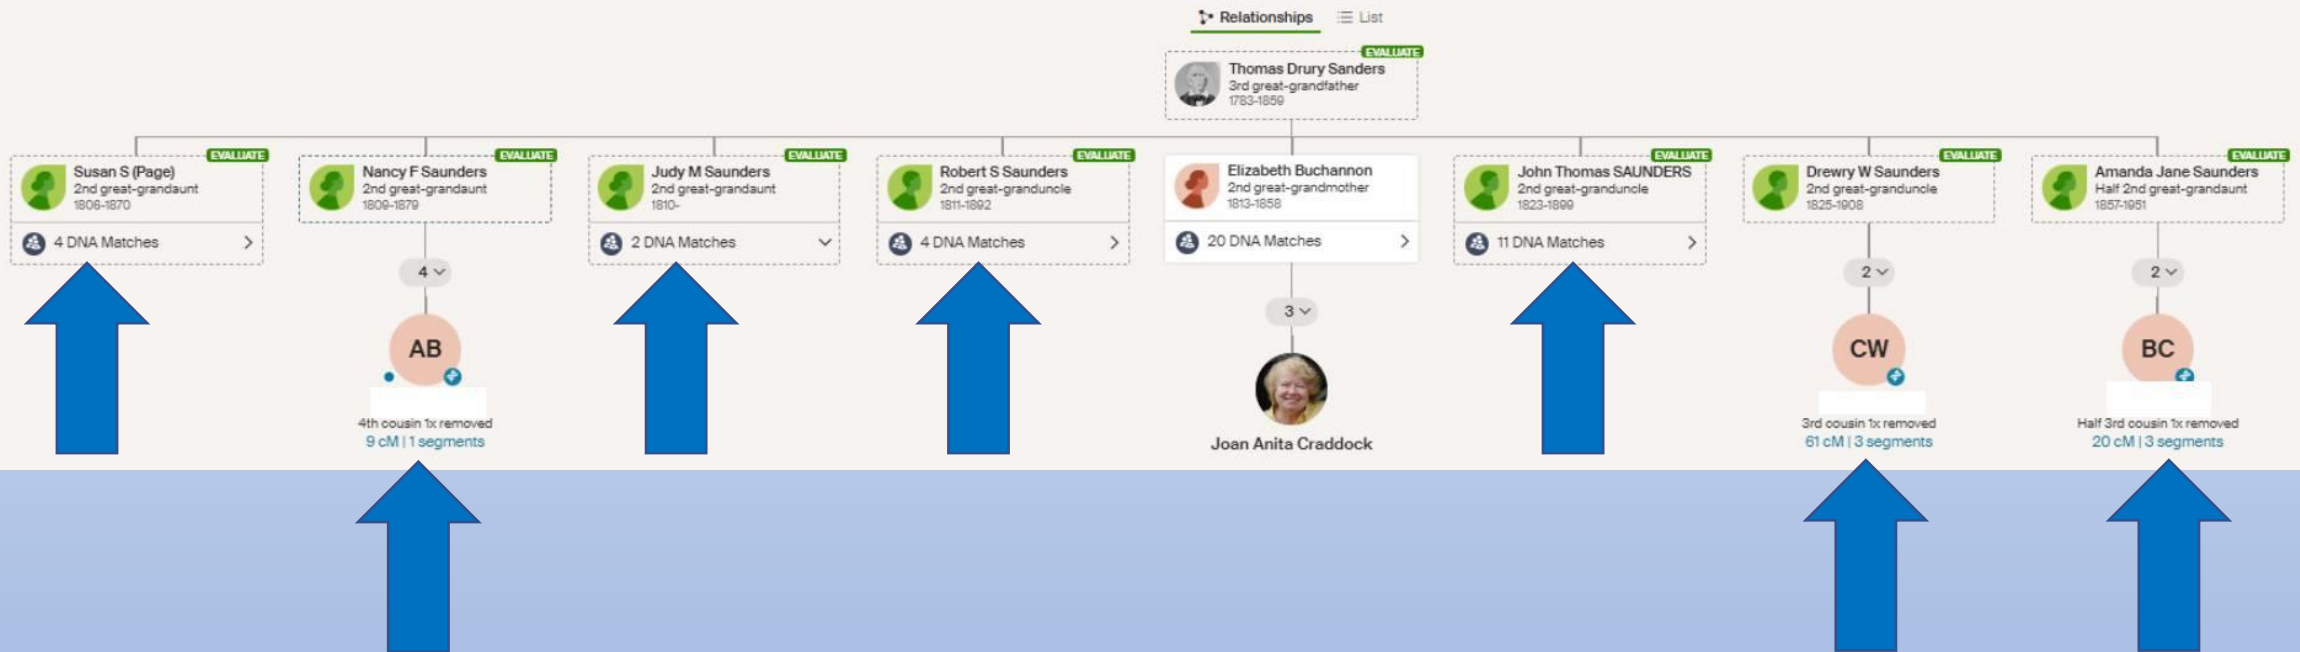 Relationships
List
EVALUATE
Thomas Drury Sanders
3rd great-grandfather
1783-1859
EVALUATE
Susan S (Page)
2nd great-grandaunt
1806-1870
4 DNA Matches
EVALUATE
Nancy F Saunders
2nd great-grandaunt
1809-1879
4
AB
4th cousin 1x removed
9 cM | 1 segments
EVALUATE
Judy M Saunders
2nd great-grandaunt
1810-
2 DNA Matches
EVALUATE
Robert S Saunders
2nd great-granduncle
1811-1892
4 DNA Matches
Elizabeth Buchannon
2nd great-grandmother
1813-1858
20 DNA Matches
3
Joan Anita Craddock
EVALUATE
John Thomas SAUNDERS
2nd great-granduncle
1823-1899
11 DNA Matches
EVALUATE
Drewry W Saunders
2nd great-granduncle
1825-1908
2
CW
3rd cousin 1x removed
61 cM | 3 segments
EVALUATE
Amanda Jane Saunders
Half 2nd great-grandaunt
1857-1951
2
BC
Half 3rd cousin 1x removed
20 cM | 3 segments